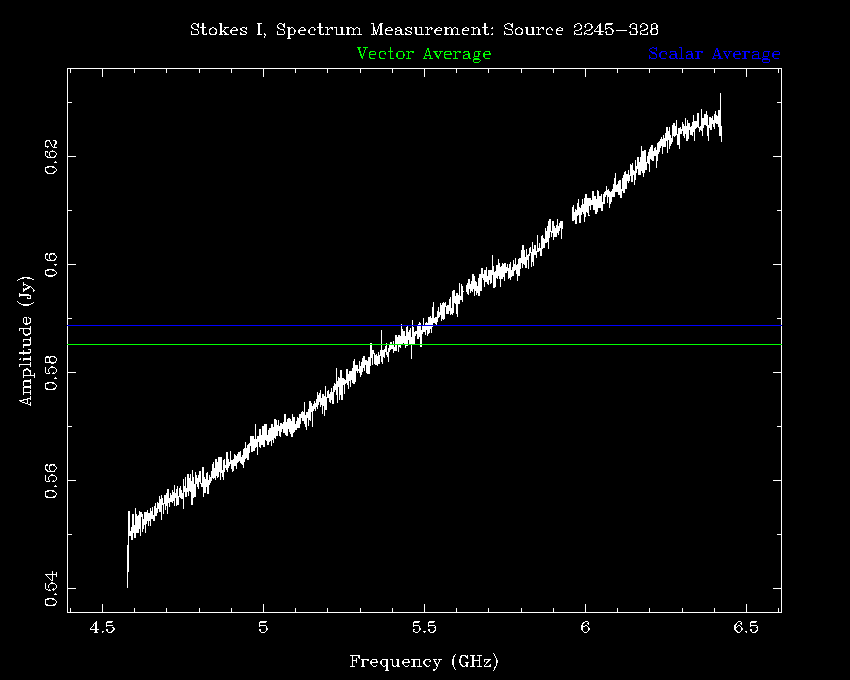 Stokes I, Spectrum Measurement: Source 2245-328
Vector Average Scalar Average
0.62
0.6
0.58
0.56
0.54
Amplitude (Jy)
4.5 5 5.5 6 6.5
Frequency (GHz)